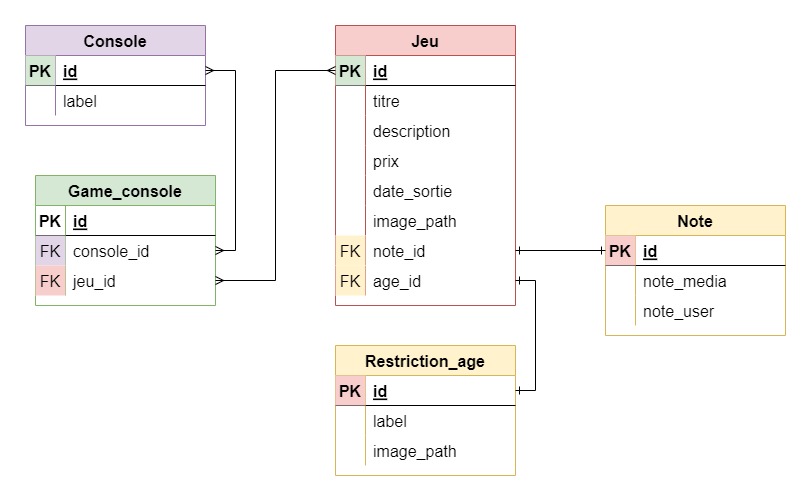 Console
PK id
label
Game_console
PK id
FK console_id
FK jeu_id
Jeu
PK id
titre
description
prix
date_sortie
image_path
FK note_id
FK age_id
Note
PK id
note_media
note_user
Restriction_age
PK id
label
image_path